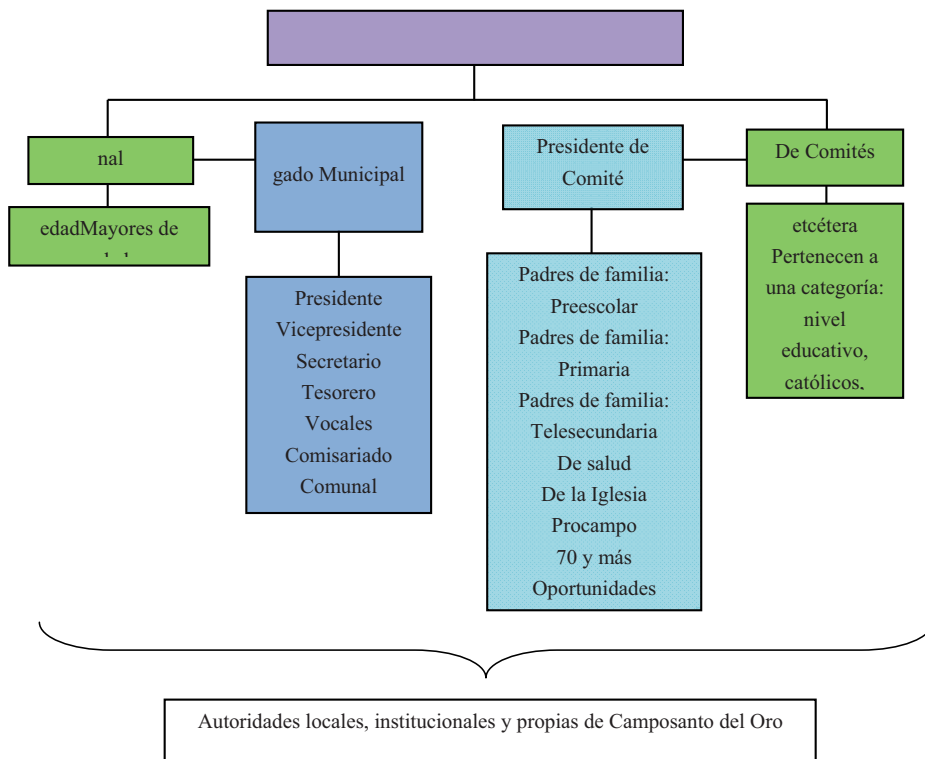 nal
gado Municipal
Presidente de
Comité
De Comités
edadMayores de
Presidente
Vicepresidente
Secretario
Tesorero
Vocales
Comisariado
Comunal
Padres de familia:
Preescolar
Padres de familia:
Primaria
Padres de familia:
Telesecundaria
De salud
De la Iglesia
Procampo
70 y más
Oportunidades
etcétera
Pertenecen a
una categoría:
nivel
educativo,
católicos,
Autoridades locales, institucionales y propias de Camposanto del Oro